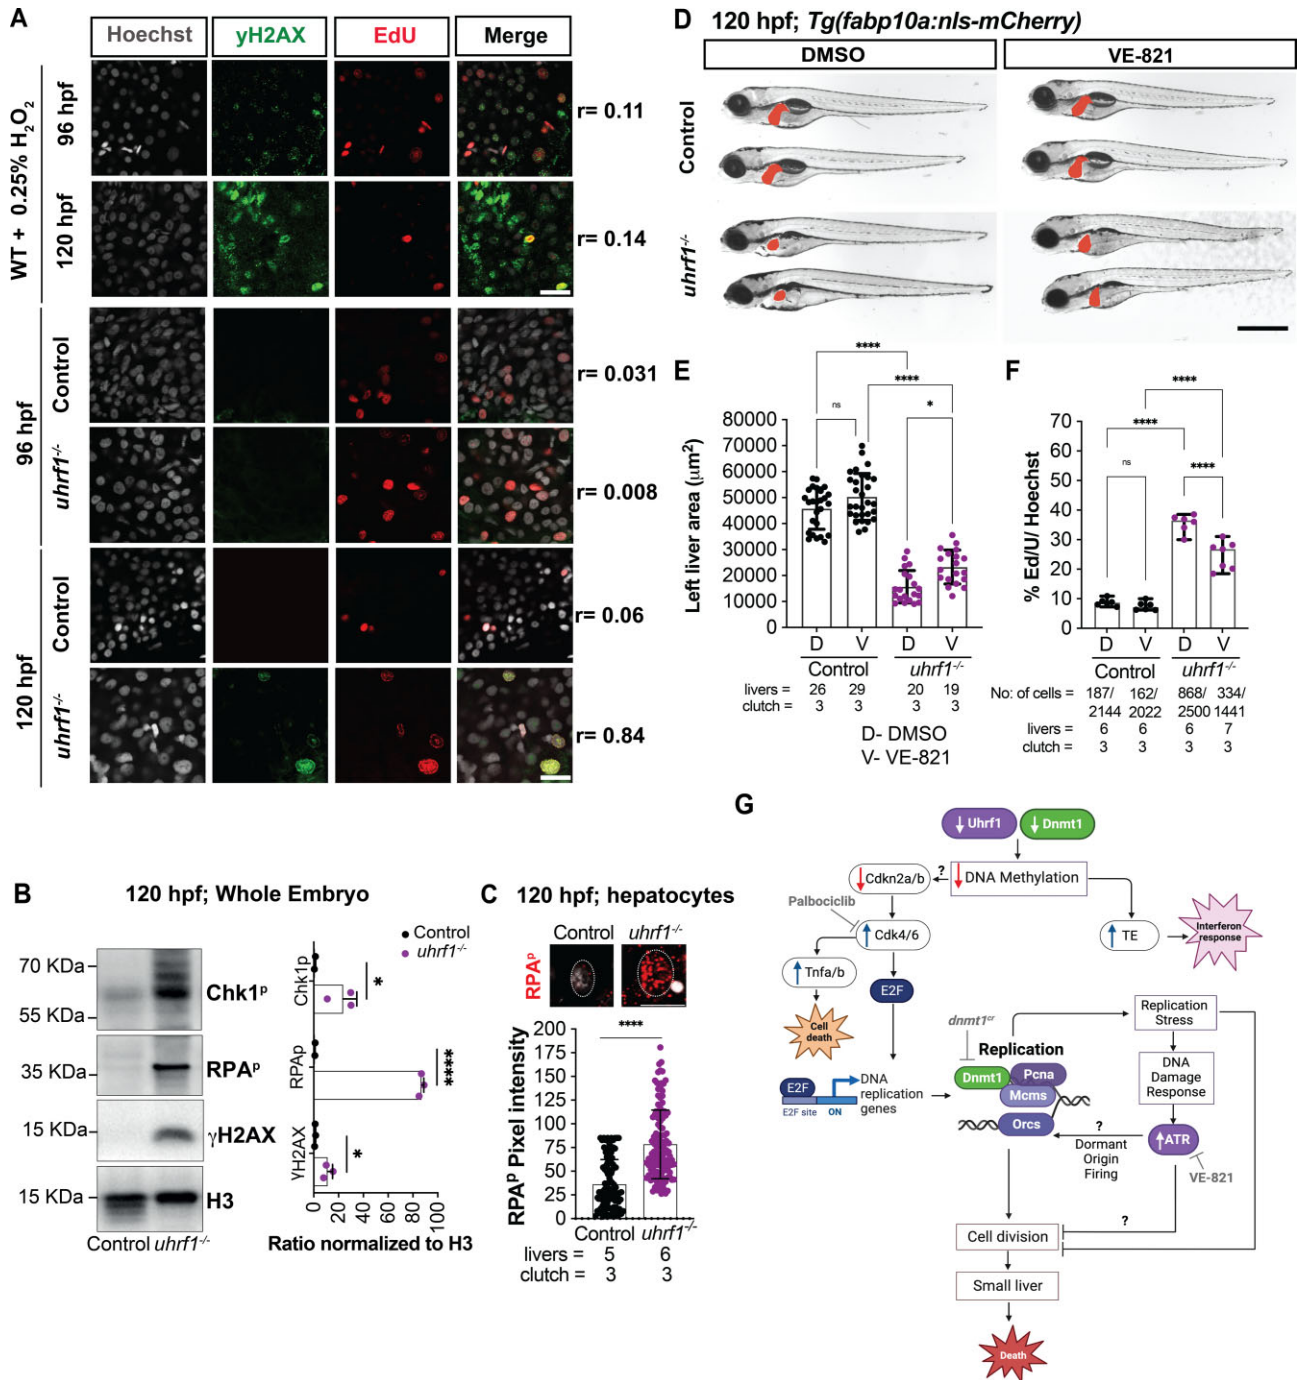 A
Hoechst
yH2AX
EdU
Merge
WT + 0.25% H₂O₂
96 hpf
r= 0.11
120 hpf
r= 0.14
96 hpf
Control
r= 0.031
uhrf1⁻/⁻
r= 0.008
120 hpf
Control
r= 0.06
uhrf1⁻/⁻
r= 0.84
B
120 hpf; Whole Embryo
70 KDa
55 KDa
Chk1ᵖ
35 KDa
RPAᵖ
15 KDa
γH2AX
15 KDa
H3
Control uhrf1⁻/⁻
Control
uhrf1⁻/⁻
Chk1p
*
RPAp
****
YH2AX
*
0
20
40
60
80
100
Ratio normalized to H3
C
120 hpf; hepatocytes
Control
uhrf1⁻/⁻
RPAᵖ
RPAᵖ Pixel intensity
****
200
175
150
125
100
75
50
25
0
Control uhrf1⁻/⁻
livers = 5 6
clutch = 3 3
D
120 hpf; Tg(fabp10a:nls-mCherry)
DMSO
VE-821
Control
uhrf1⁻/⁻
E
Left liver area (μm²)
****
****
ns
*
80000
70000
60000
50000
40000
30000
20000
10000
0
D V D V
Control uhrf1⁻/⁻
livers = 26 29 20 19
clutch = 3 3 3 3
D- DMSO
V- VE-821
F
% Ed/U/ Hoechst
****
****
ns
****
70
60
50
40
30
20
10
0
D V D V
Control uhrf1⁻/⁻
No: of cells = 187/ 162/ 868/ 334/
2144 2022 2500 1441
livers = 6 6 6 7
clutch = 3 3 3 3
G
Uhrf1
Dnmt1
DNA Methylation
?
Cdkn2a/b
Palbociclib
Cdk4/6
Tnfa/b
Cell
death
E2F
TE
Interferon
response
E2F
E2F site
ON
DNA
replication
genes
dnmt1ᶜʳ
Replication
Dnmt1
Pcna
Mcms
Orcs
Replication
Stress
DNA
Damage
Response
ATR
VE-821
?
Dormant
Origin
Firing
?
Cell division
Small liver
Death